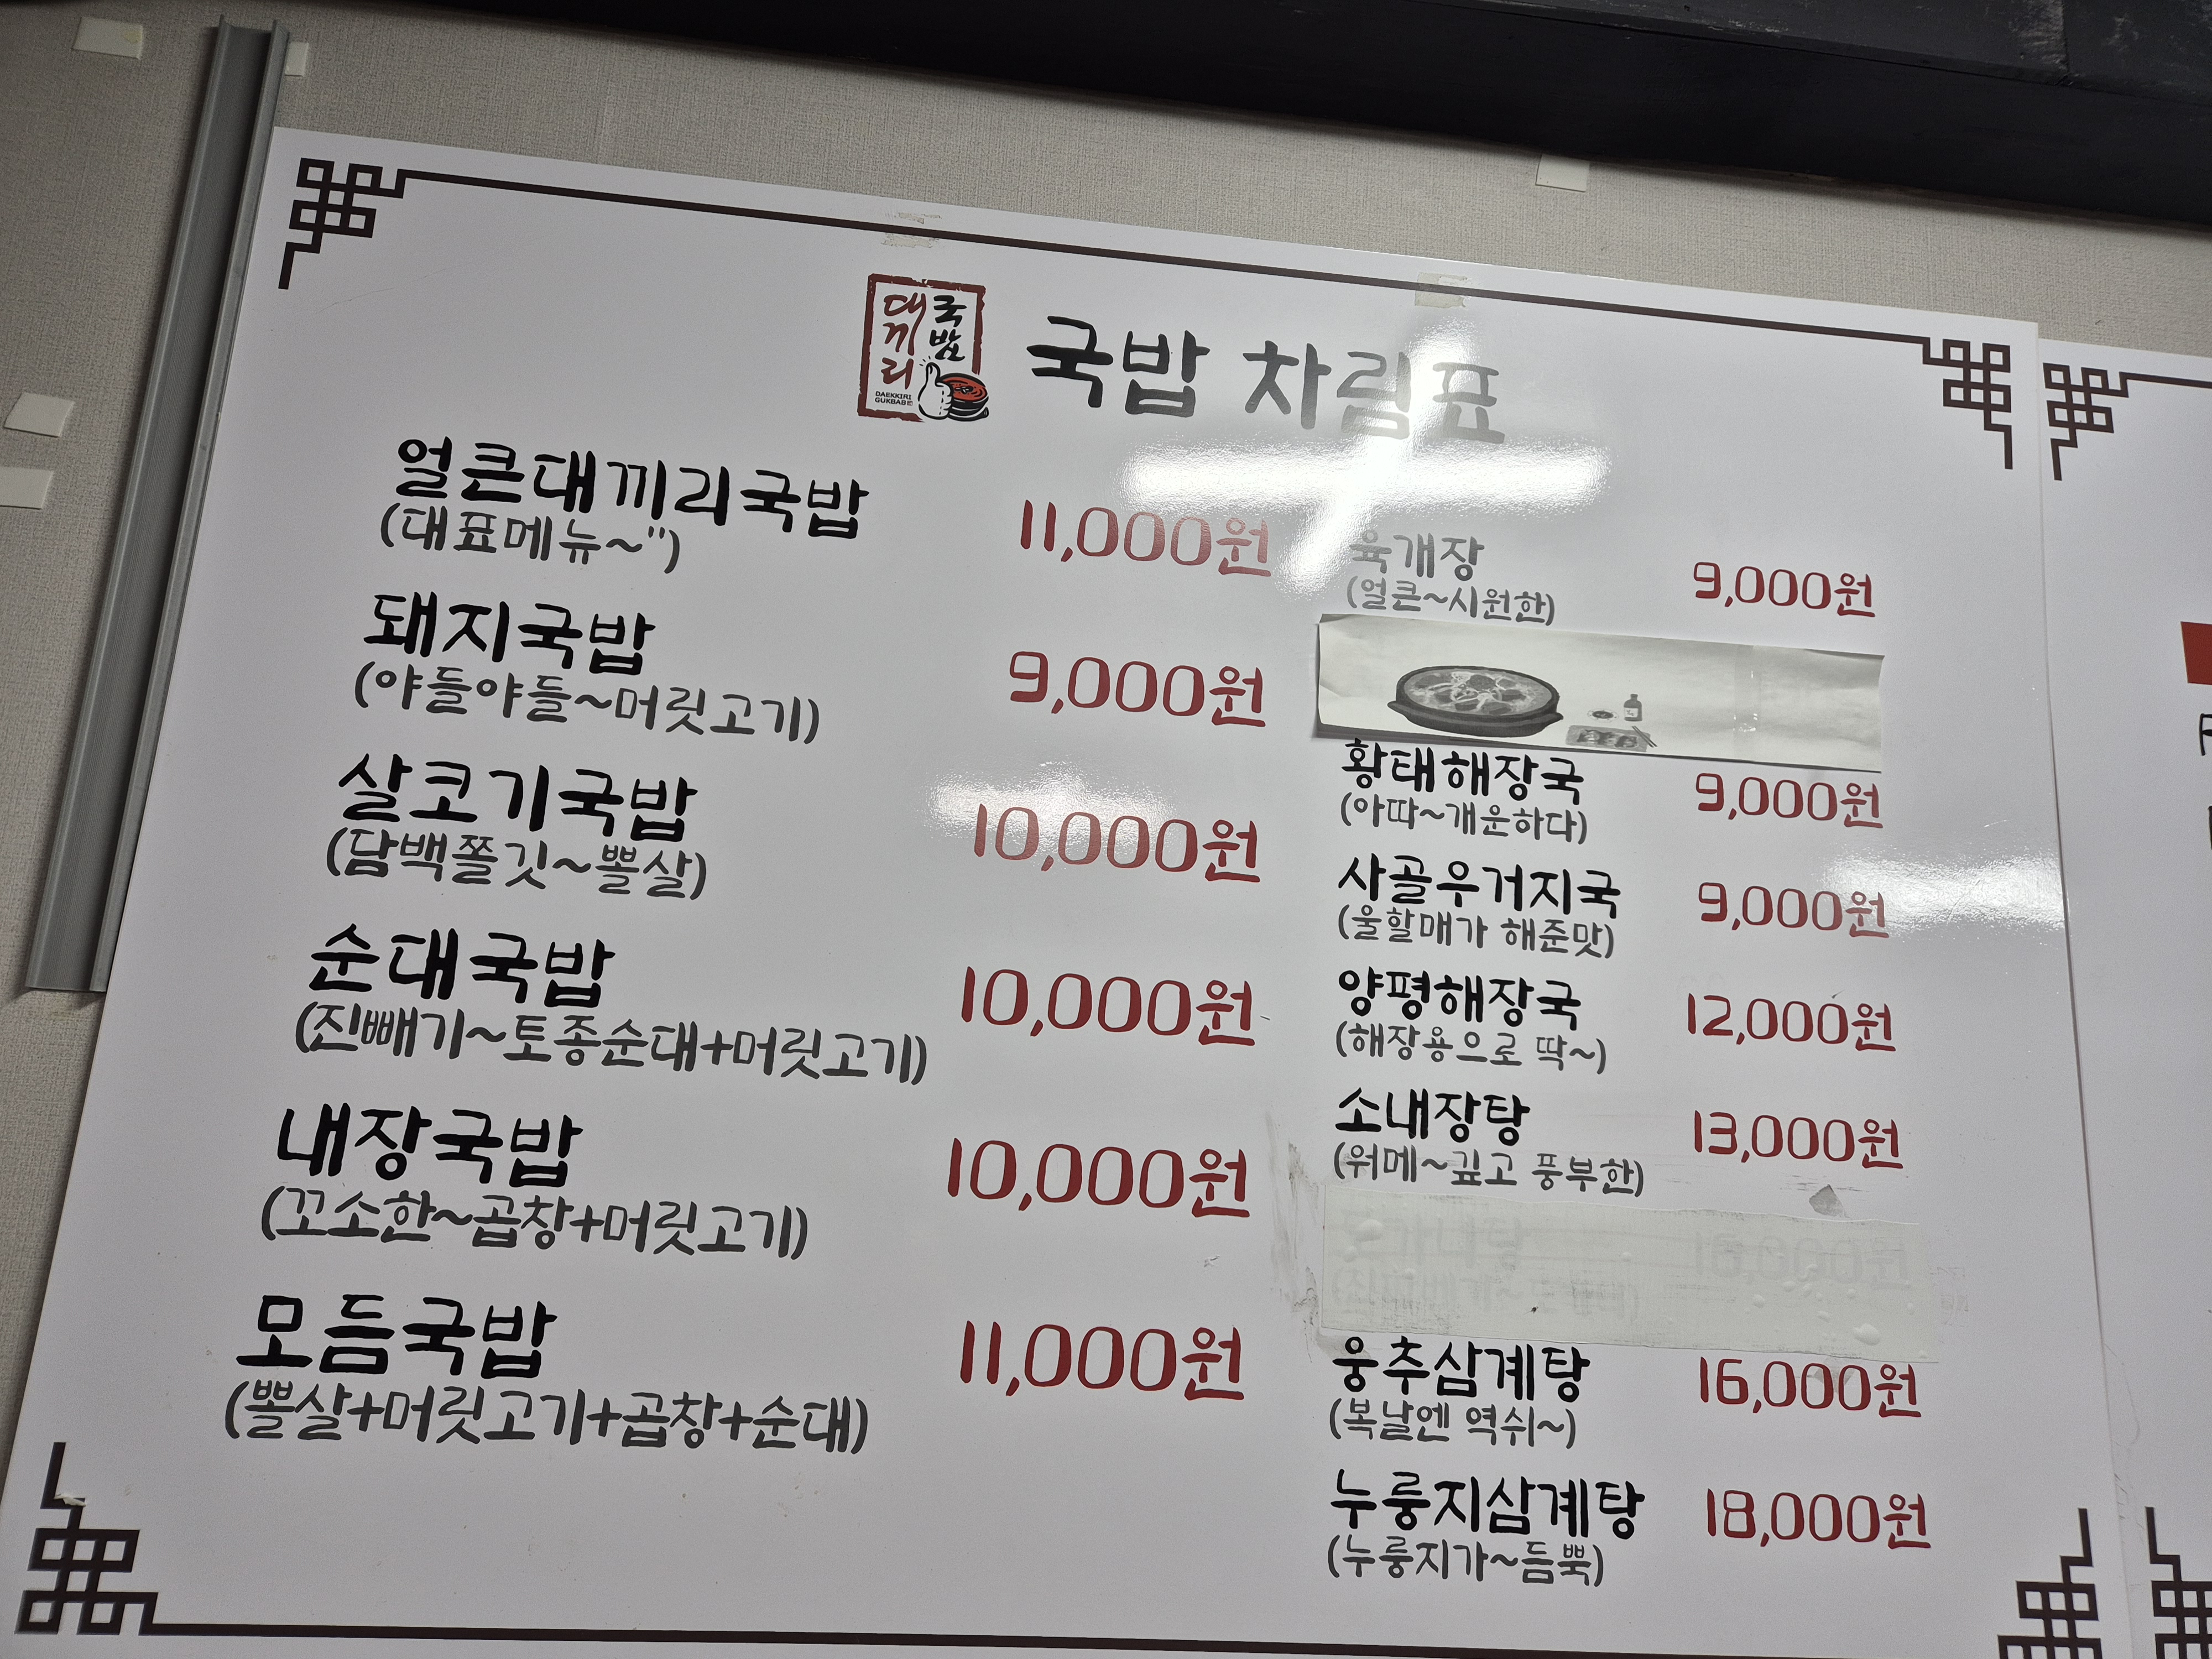 대끼리
국밥
DAEKKIRI
GUKBAB
국밥 차림표
얼큰대끼리국밥 11,000원
(대표메뉴~")
돼지국밥 9,000원
(야들야들~머릿고기)
살코기국밥 10,000원
(담백쫄깃~뽈살)
순대국밥 10,000원
(진빼기~토종순대+머릿고기)
내장국밥 10,000원
(꼬소한~곱창+머릿고기)
모듬국밥 11,000원
(뽈살+머릿고기+곱창+순대)
육개장 9,000원
(얼큰~시원한)
황태해장국 9,000원
(아따~개운하다)
사골우거지국 9,000원
(울할매가 해준맛)
양평해장국 12,000원
(해장용으로 딱~)
소내장탕 13,000원
(워메~깊고 풍부한)
웅추삼계탕 16,000원
(복날엔 역쉬~)
누룽지삼계탕 18,000원
(누룽지가~듬뿍)